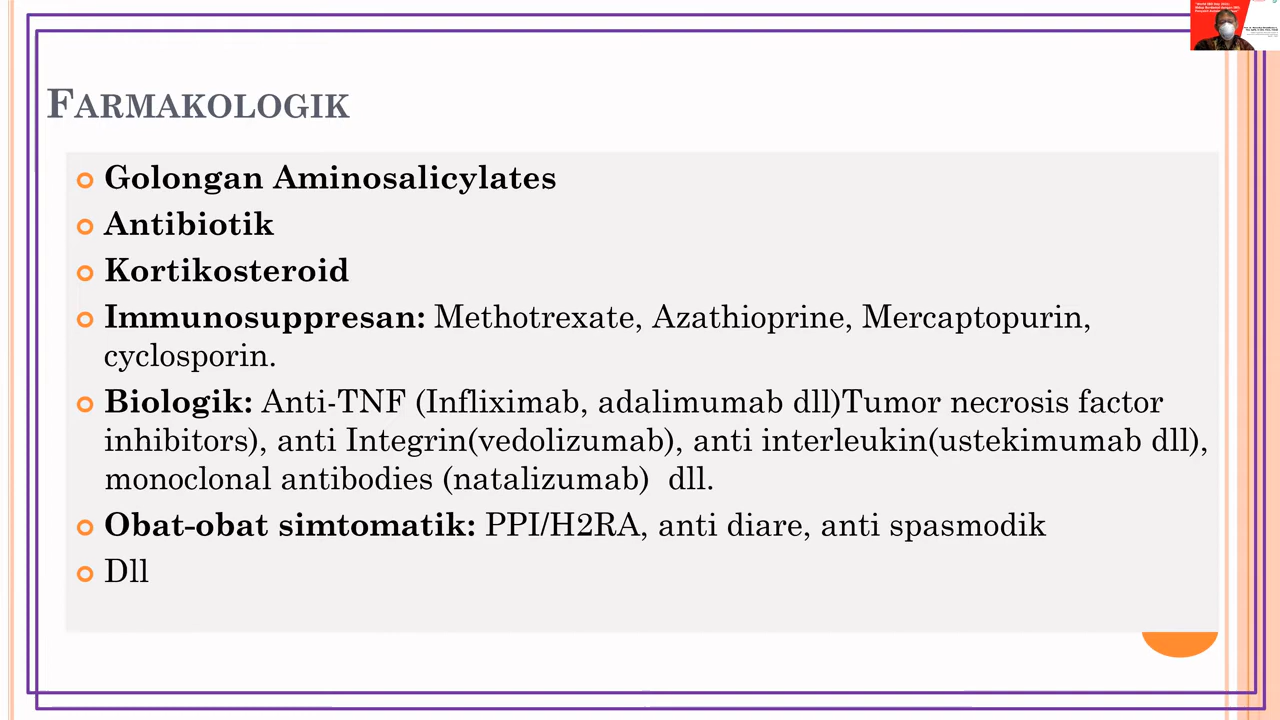 FARMAKOLOGIK
Golongan Aminosalicylates
Antibiotik
Kortikosteroid
Immunosuppresan: Methotrexate, Azathioprine, Mercaptopurin,
cyclosporin.
Biologik: Anti-TNF (Infliximab, adalimumab dll)Tumor necrosis factor
inhibitors), anti Integrin(vedolizumab), anti interleukin(ustekimumab dll),
monoclonal antibodies (natalizumab) dll.
Obat-obat simtomatik: PPI/H2RA, anti diare, anti spasmodik
Dll